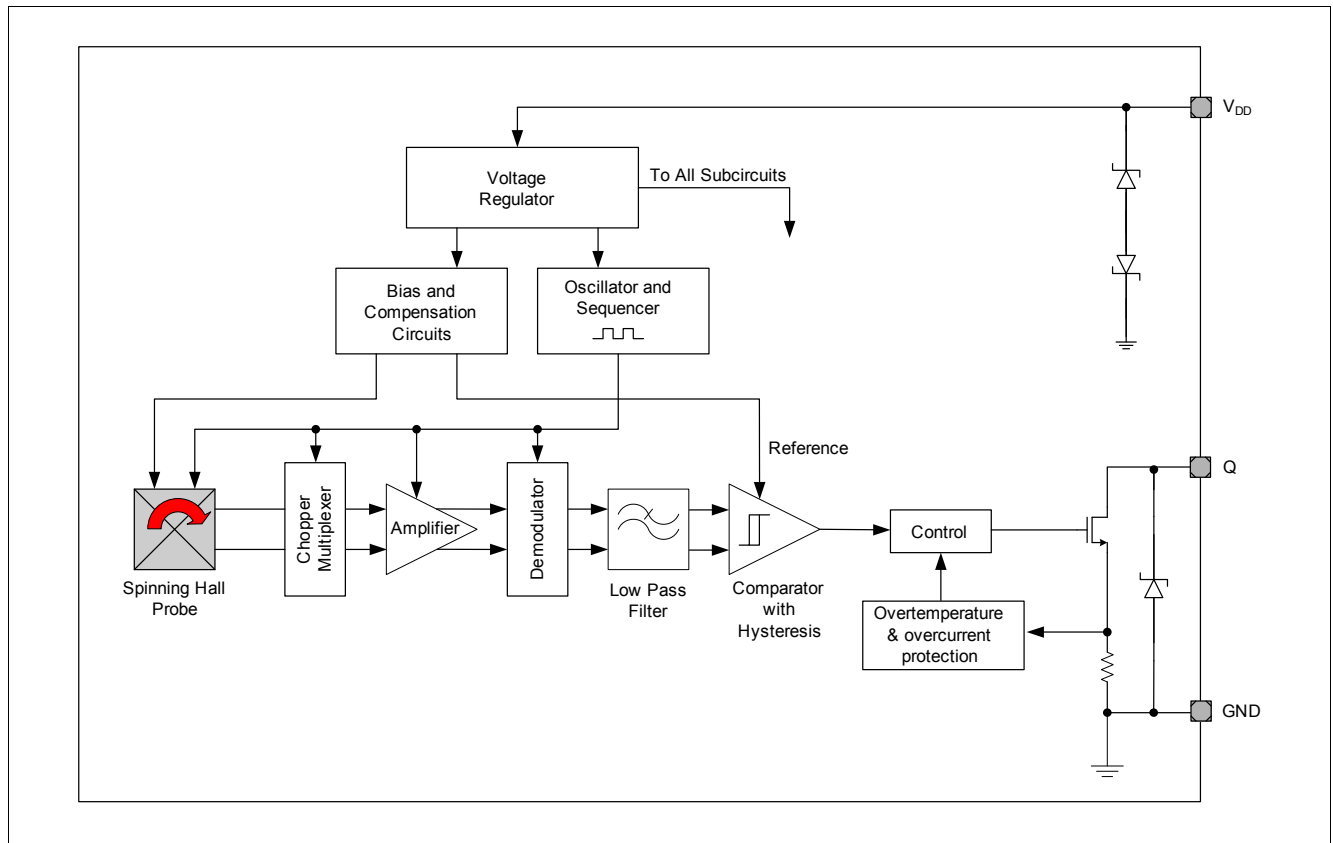 V_DD
Voltage
Regulator
To All Subcircuits
Bias and
Compensation
Circuits
Oscillator and
Sequencer
Reference
Q
Chopper
Multiplexer
Amplifier
Demodulator
Control
Spinning Hall
Probe
Low Pass
Filter
Comparator
with
Hysteresis
Overtemperature
& overcurrent
protection
GND